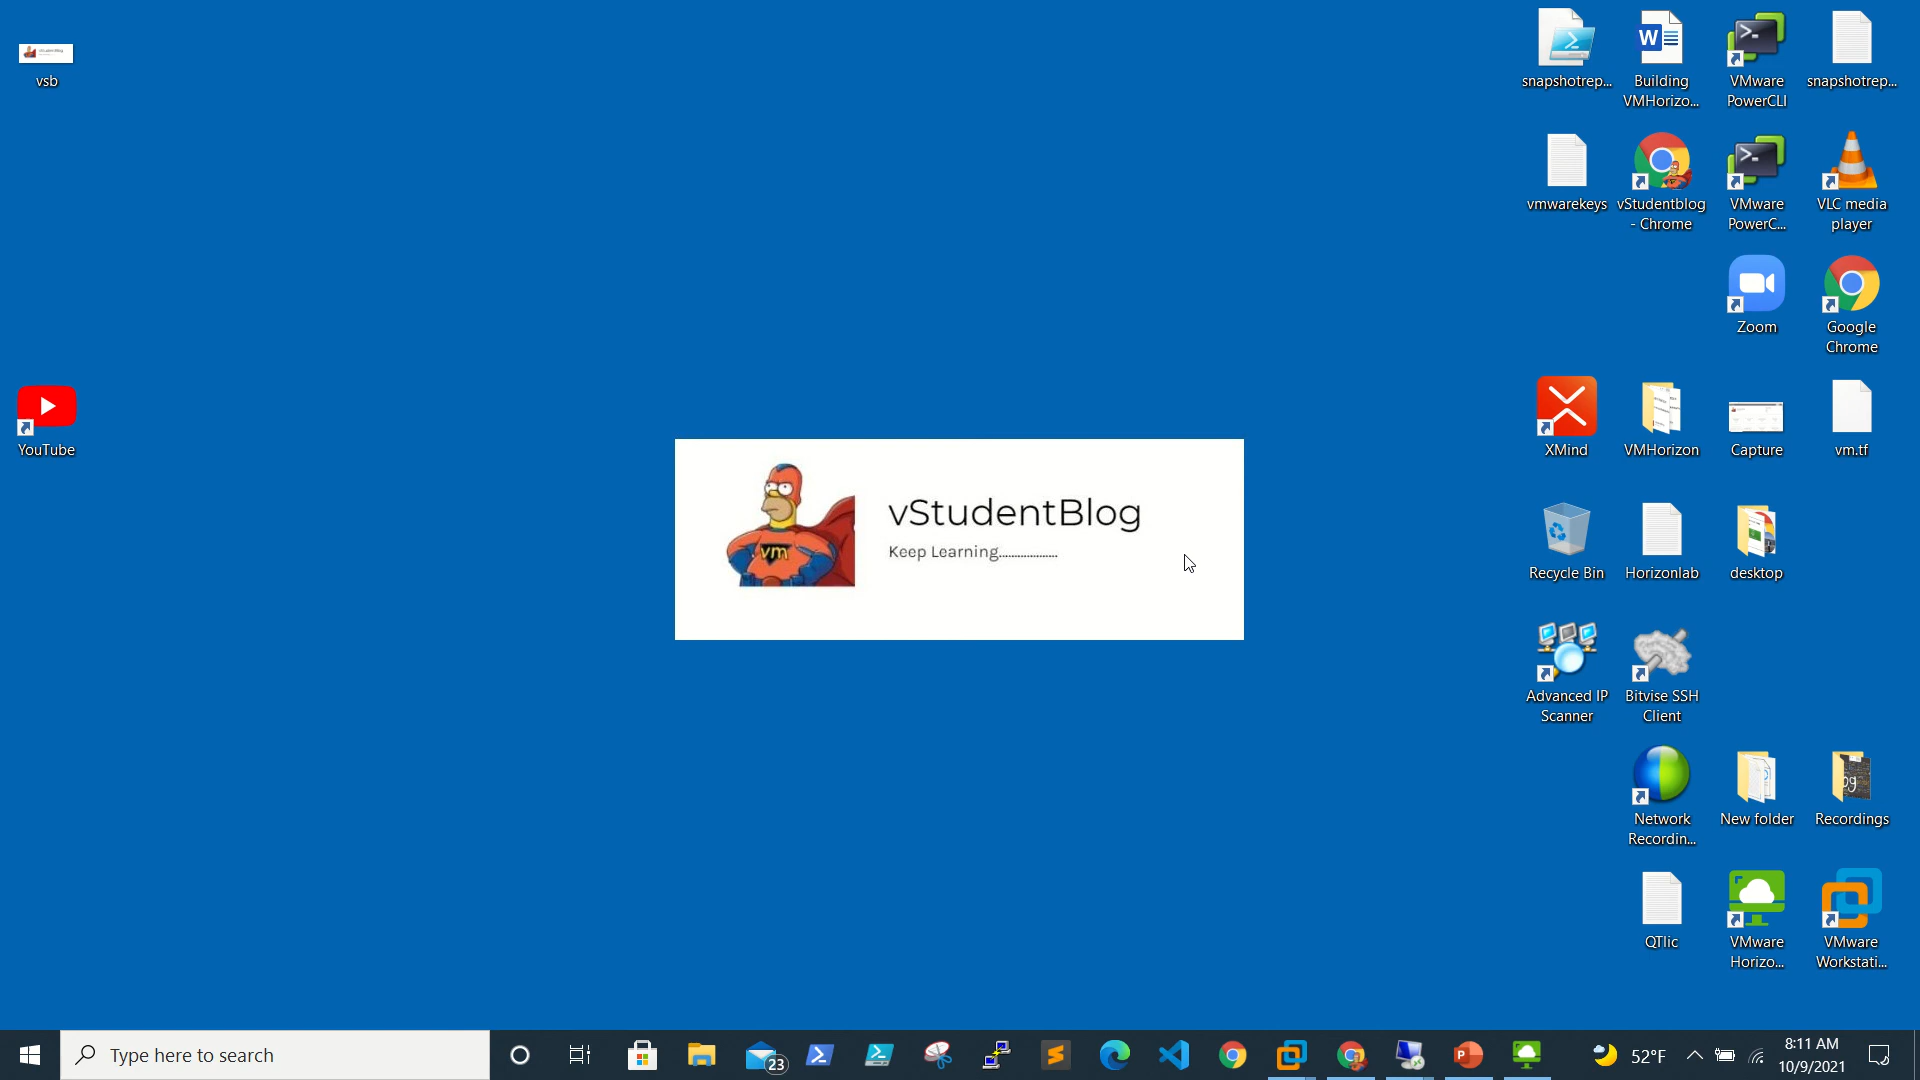 vsb
YouTube
snapshotrep...
Building
VMHorizo...
VMware
PowerCLI
snapshotrep...
vmwarekeys
vStudentblog
- Chrome
VMware
PowerC...
VLC media
player
Zoom
Google
Chrome
XMind
VMHorizon
Capture
vm.tf
vm
vStudentBlog
Keep Learning...................
Recycle Bin
Horizonlab
desktop
Advanced IP
Scanner
Bitvise SSH
Client
Network
Recordin...
New folder
Recordings
QTlic
VMware
Horizo...
VMware
Workstati...
Type here to search
23
52°F
8:11 AM
10/9/2021